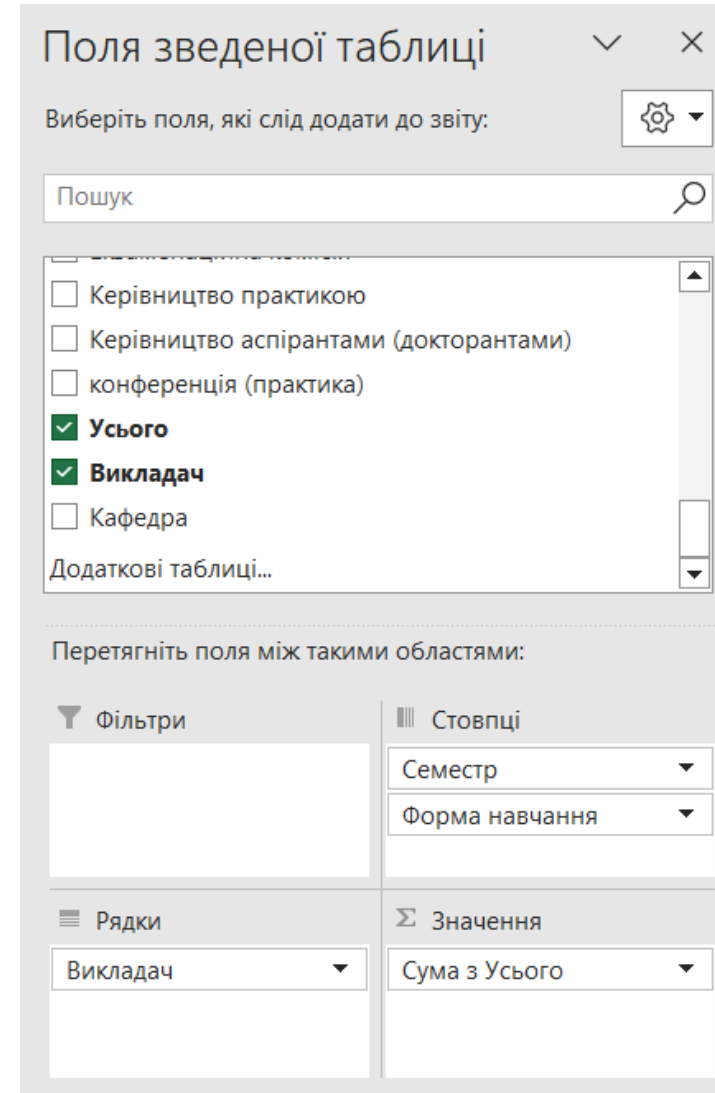 Поля зведеної таблиці
Виберіть поля, які слід додати до звіту:
Пошук
Керівництво практикою
Керівництво аспірантами (докторантами)
конференція (практика)
Усього
Викладач
Кафедра
Додаткові таблиці...
Перетягніть поля між такими областями:
Фільтри
Стовпці
Семестр
Форма навчання
Рядки
Σ Значення
Викладач
Сума з Усього